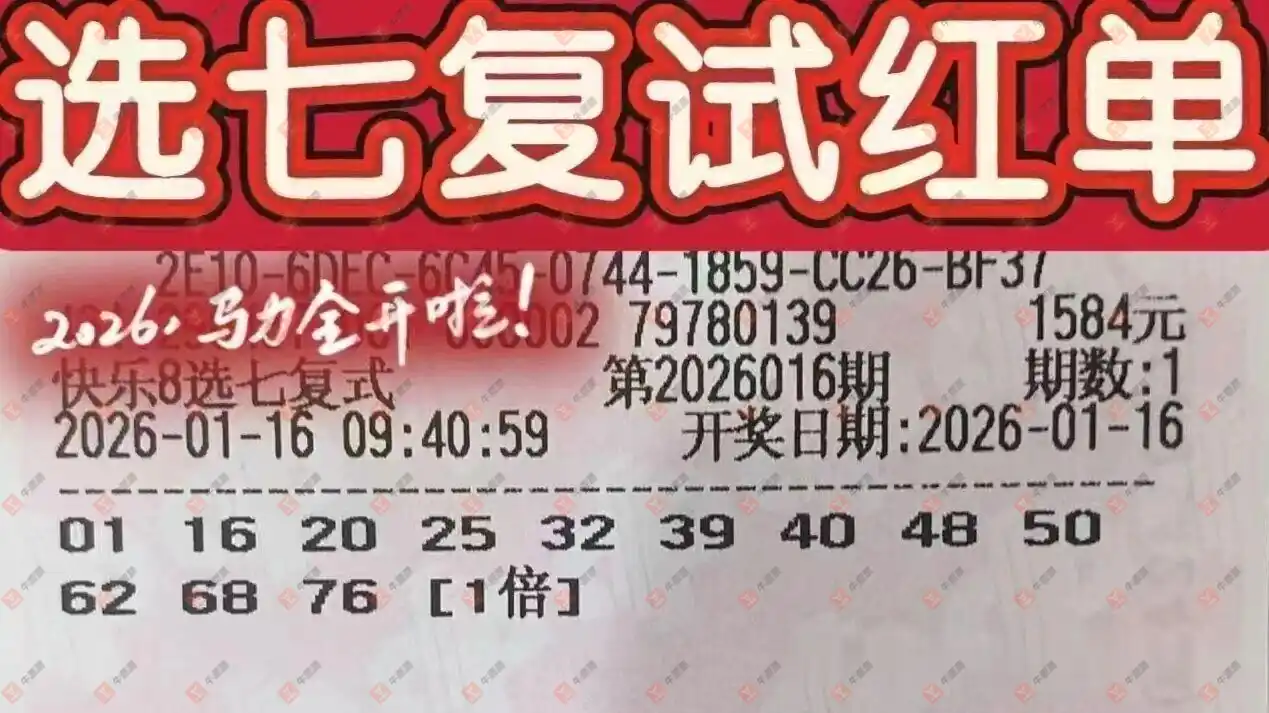 选七复试红单
2E10-6DEC-6C45-0744-1859-CC26-BF37
2026,马力全开啦!
002 79780139 1584元
快乐8选七复式 第2026016期 期数:1
2026-01-16 09:40:59 开奖日期:2026-01-16
01 16 20 25 32 39 40 48 50
62 68 76 [1倍]